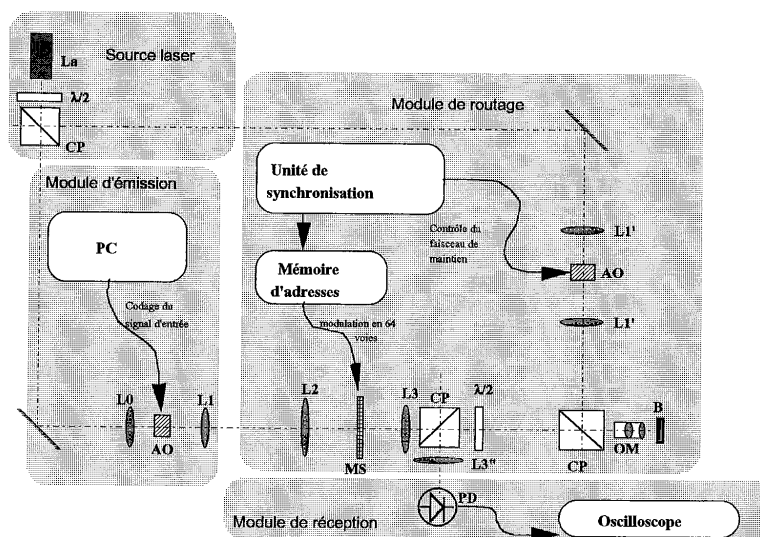 La
Source laser
λ/2
CP
Module de routage
Module d'émission
Unité de
synchronisation
PC
Contrôle du
faisceau de
maintien
L1'
AO
Mémoire
d'adresses
Codage du
signal d'entrée
modulation en 64
voies
L1'
L0
AO
L1
L2
MS
L3
CP
λ/2
L3"
CP
OM
B
PD
Module de réception
Oscilloscope